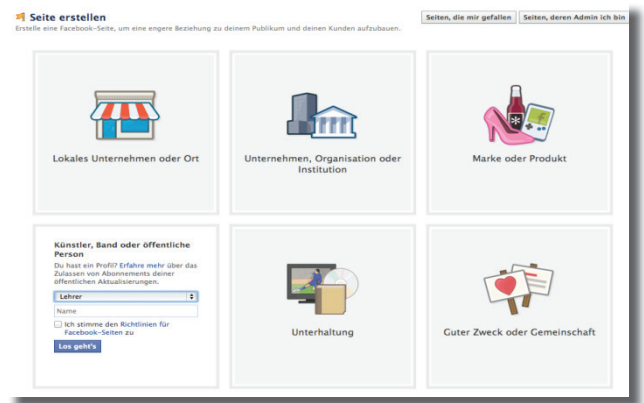 Seite erstellen
Erstelle eine Facebook-Seite, um eine engere Beziehung zu deinem Publikum und deinen Kunden aufzubauen.
Seiten, die mir gefallen
Seiten, deren Admin ich bin
Lokales Unternehmen oder Ort
Unternehmen, Organisation oder
Institution
Marke oder Produkt
Künstler, Band oder öffentliche
Person
Du hast ein Profil? Erfahre mehr über das
Zulassen von Abonnements deiner
öffentlichen Aktualisierungen.
Lehrer
Name
Ich stimme den Richtlinien für
Facebook-Seiten zu
Los geht's
Unterhaltung
Guter Zweck oder Gemeinschaft